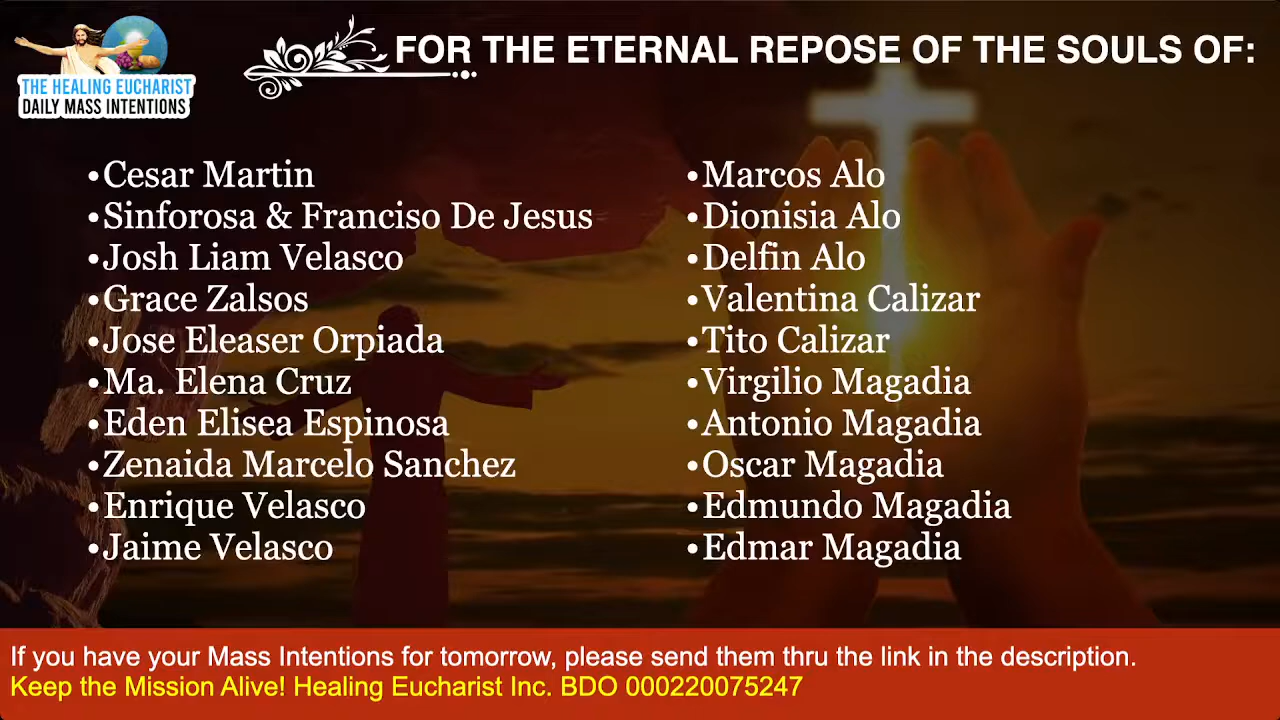 THE HEALING EUCHARIST
DAILY MASS INTENTIONS
FOR THE ETERNAL REPOSE OF THE SOULS OF:
•Cesar Martin
•Sinforosa & Franciso De Jesus
•Josh Liam Velasco
•Grace Zalsos
•Jose Eleaser Orpiada
•Ma. Elena Cruz
•Eden Elisea Espinosa
•Zenaida Marcelo Sanchez
•Enrique Velasco
•Jaime Velasco
•Marcos Alo
•Dionisia Alo
•Delfin Alo
•Valentina Calizar
•Tito Calizar
•Virgilio Magadia
•Antonio Magadia
•Oscar Magadia
•Edmundo Magadia
•Edmar Magadia
If you have your Mass Intentions for tomorrow, please send them thru the link in the description.
Keep the Mission Alive! Healing Eucharist Inc. BDO 000220075247